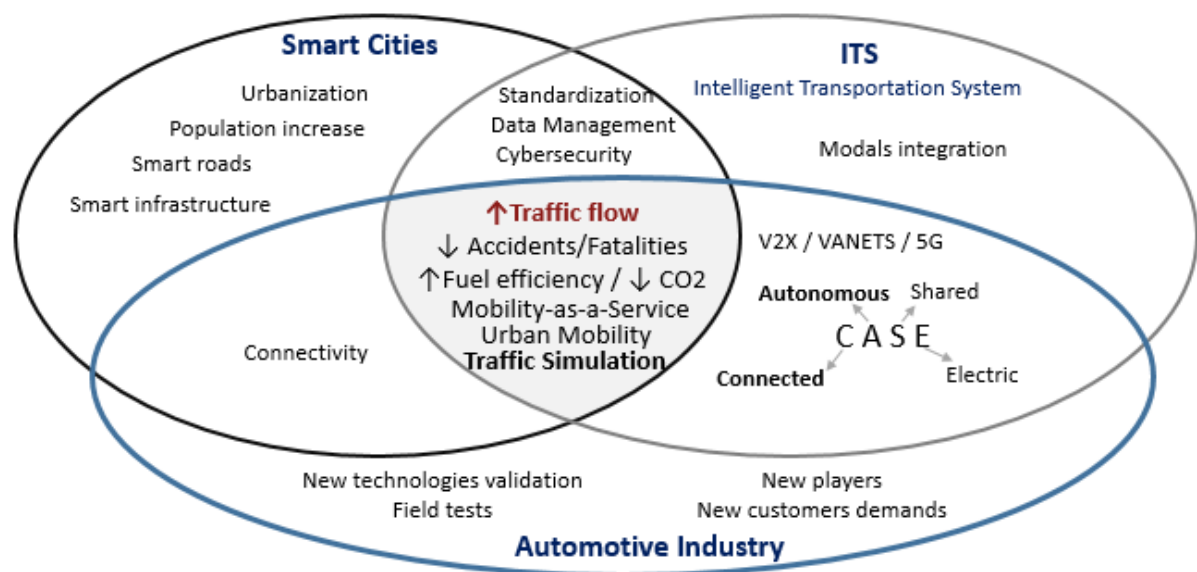 Smart Cities
ITS
Intelligent Transportation System
Urbanization
Population increase
Smart roads
Smart infrastructure
Standardization
Data Management
Cybersecurity
Modals integration
↑Traffic flow
↓ Accidents/Fatalities
↑Fuel efficiency / ↓ CO2
Mobility-as-a-Service
Urban Mobility
Traffic Simulation
V2X / VANETS / 5G
Autonomous
Shared
C A S E
Connected
Electric
Connectivity
New technologies validation
Field tests
New players
New customers demands
Automotive Industry